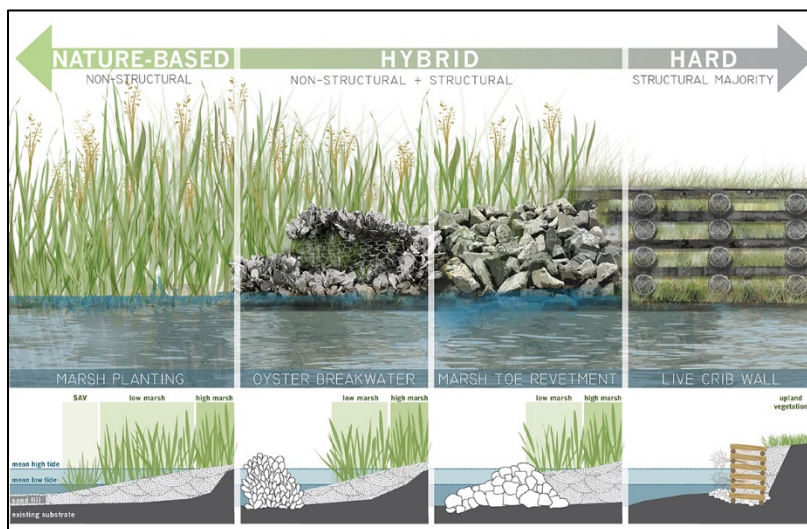 NATURE-BASED
NON-STRUCTURAL
HYBRID
NON-STRUCTURAL + STRUCTURAL
HARD
STRUCTURAL MAJORITY
MARSH PLANTING
OYSTER BREAKWATER
MARSH TOE REVETMENT
LIVE CRIB WALL
SAV
low marsh
high marsh
low marsh
high marsh
low marsh
high marsh
upland
vegetation
mean high tide
mean low tide
sand fill
existing substrate